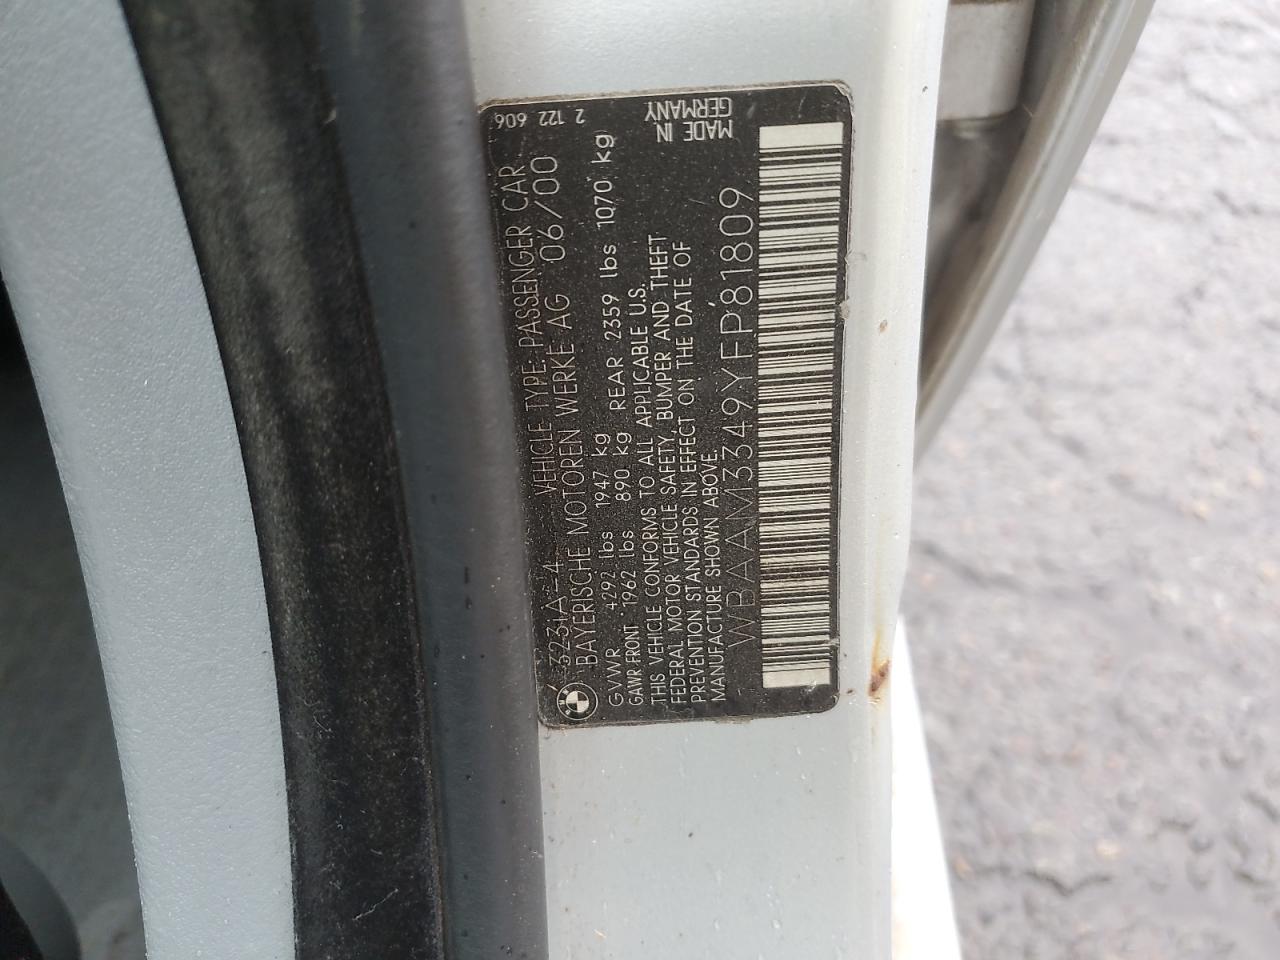 323iA-4 VEHICLE TYPE: PASSENGER CAR 2 122 606
BAYERISCHE MOTOREN WERKE AG 06/00
GVWR 4292 lbs 1947 kg
GAWR FRONT 1962 lbs 890 kg REAR 2359 lbs 1070 kg
THIS VEHICLE CONFORMS TO ALL APPLICABLE U.S.
FEDERAL MOTOR VEHICLE SAFETY, BUMPER AND THEFT
PREVENTION STANDARDS IN EFFECT ON THE DATE OF
MANUFACTURE SHOWN ABOVE.
MADE IN
GERMANY
WBAAM3349YFP81809